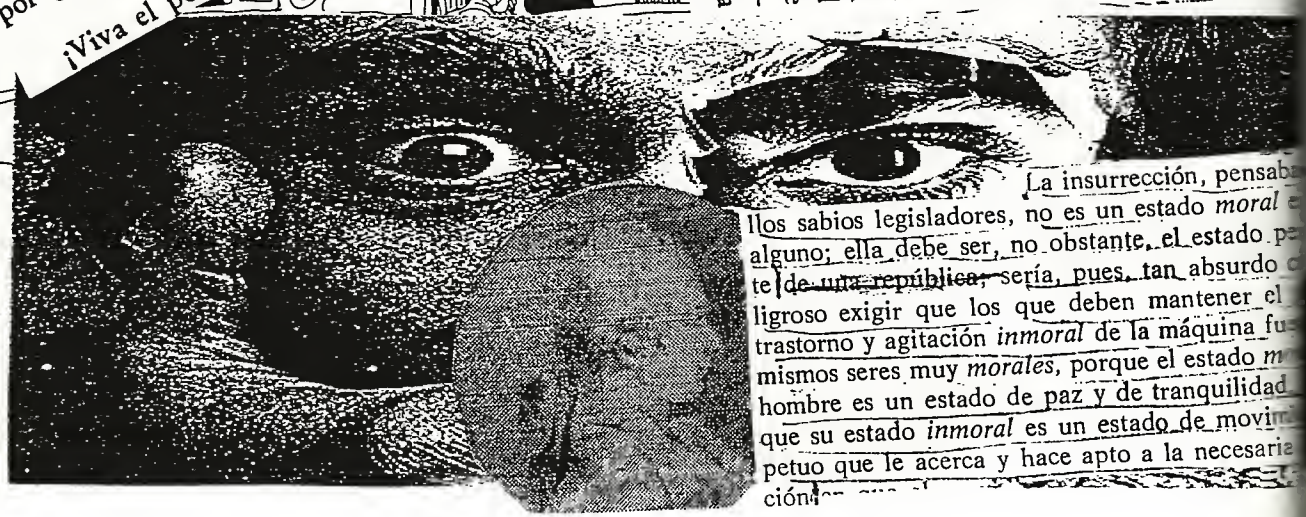 por
¡Viva el
La insurrección, pensaba
llos sabios legisladores, no es un estado moral
alguno; ella debe ser, no obstante, el estado
te de una república; sería, pues, tan absurdo
ligroso exigir que los que deben mantener el
trastorno y agitación inmoral de la máquina
mismos seres muy morales, porque el estado
hombre es un estado de paz y de tranquilidad
que su estado inmoral es un estado de
petuo que le acerca y hace apto a la necesaria
ción